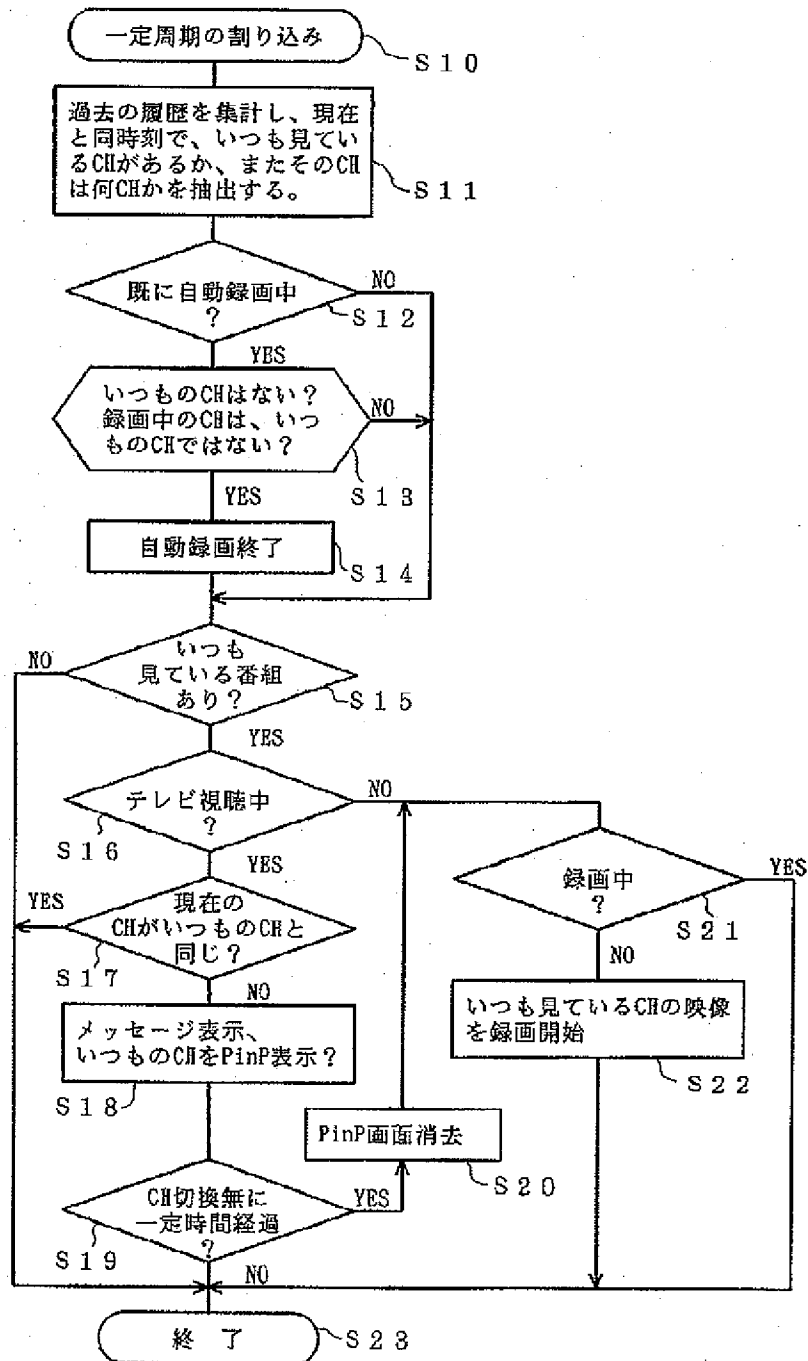 一定周期の割り込み
S10
過去の履歴を集計し、現在
と同時刻で、いつも見てい
るCHがあるか、またそのCH
は何CHかを抽出する。
S11
既に自動録画中
?
NO
S12
YES
いつものCHはない?
録画中のCHは、いつ
ものCHではない?
NO
S13
YES
自動録画終了
S14
いつも
見ている番組
あり?
NO
S15
YES
テレビ視聴中
?
NO
S16
YES
録画中
?
YES
S21
NO
現在の
CHがいつものCHと
同じ?
YES
S17
NO
いつも見ているCHの映像
を録画開始
S22
メッセージ表示、
いつものCHをPinP表示?
S18
PinP画面消去
S20
CH切換無に
一定時間経過
?
YES
S19
NO
終 了
S23